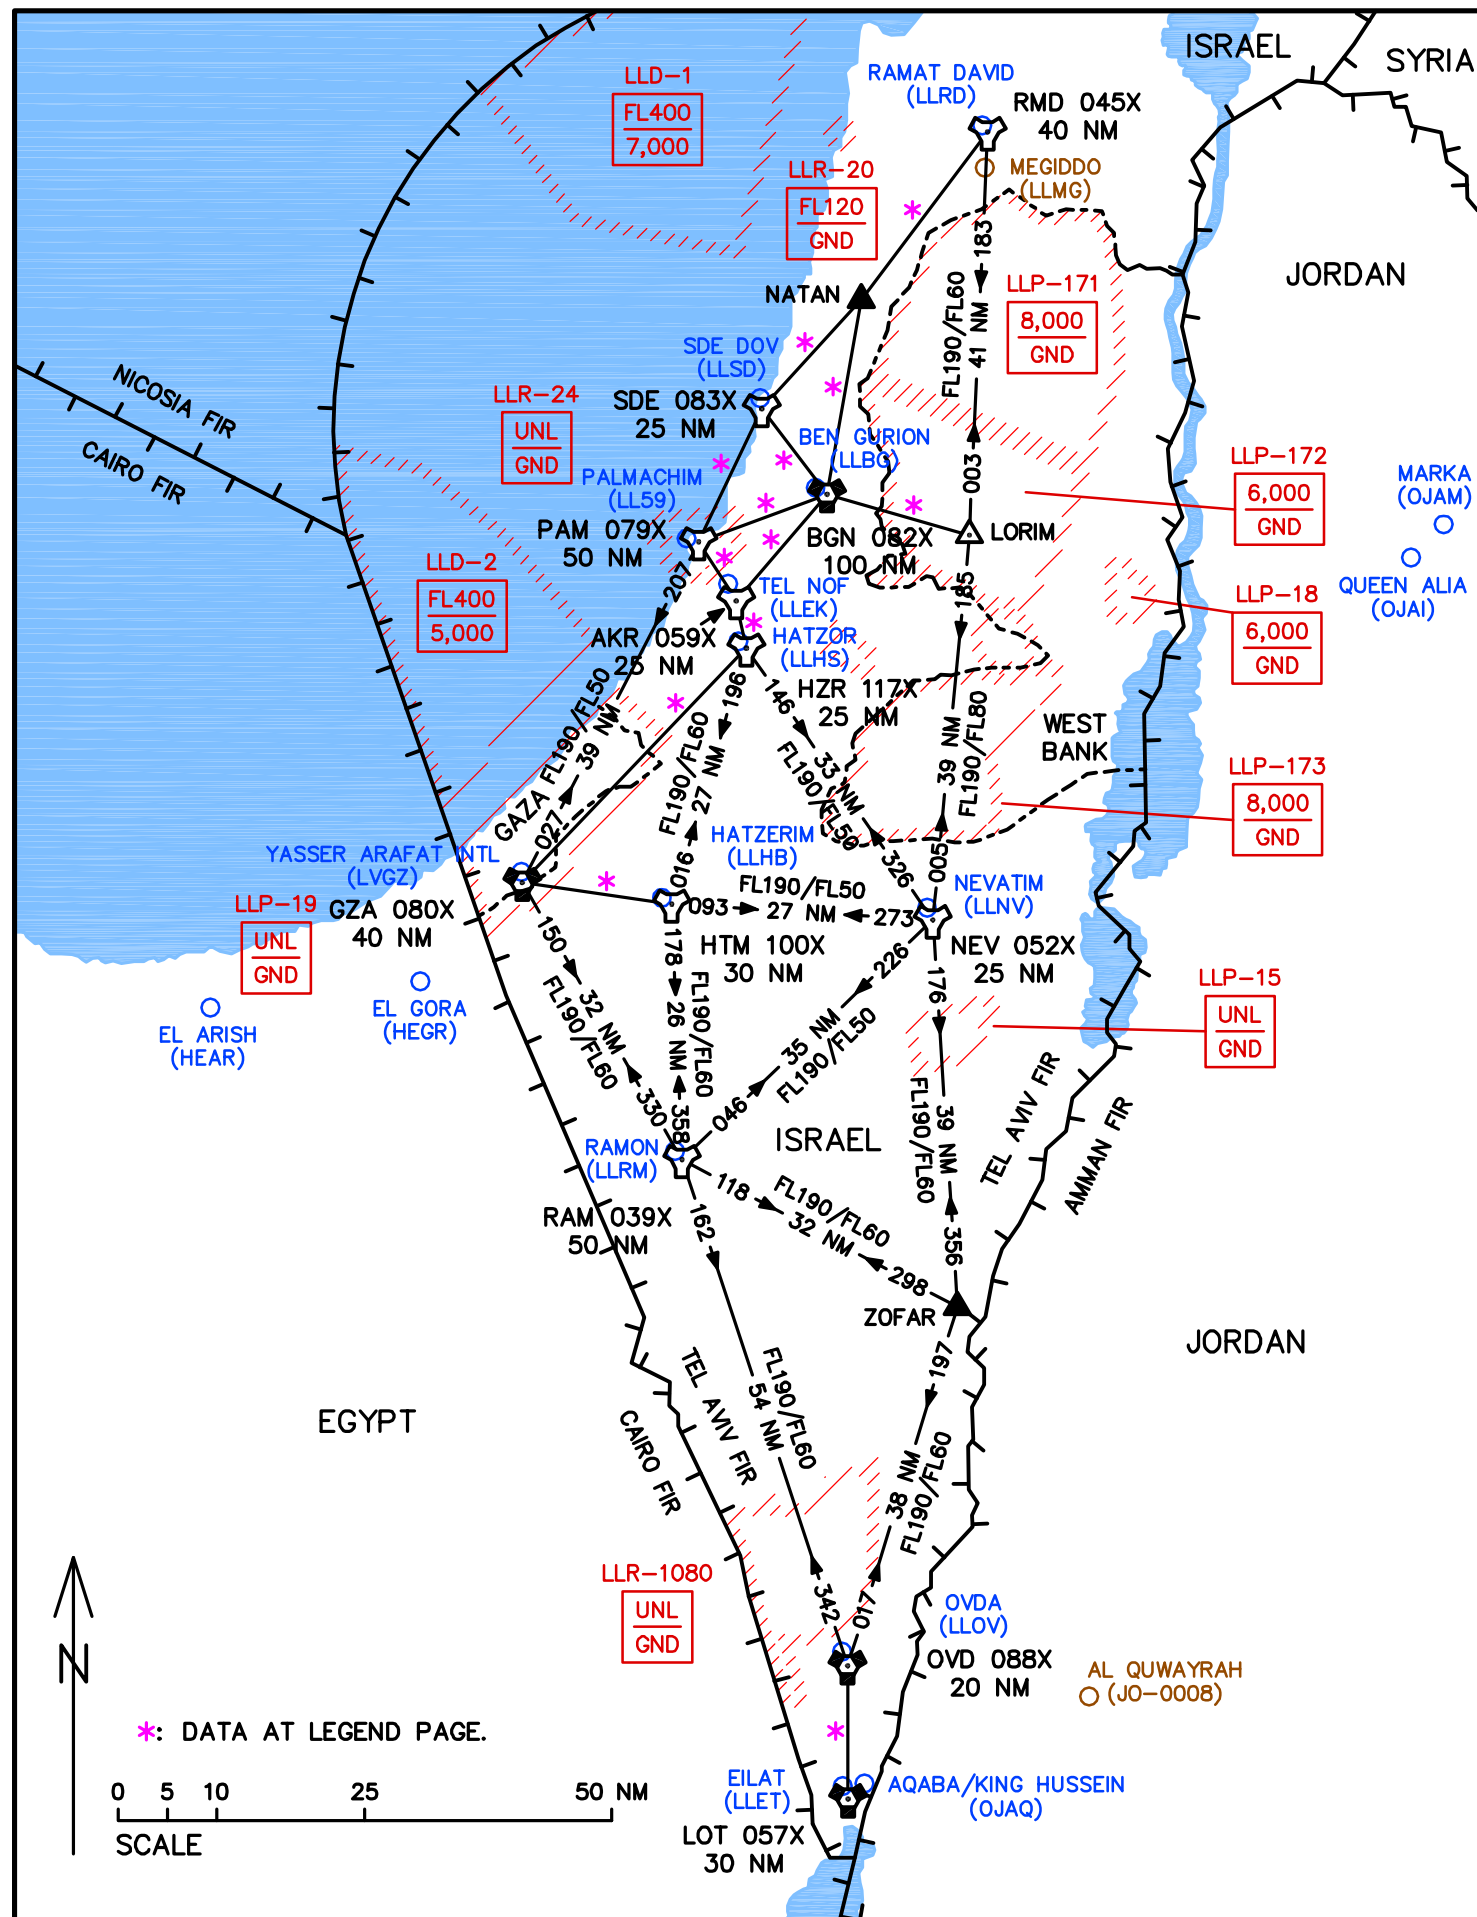 ISRAEL
SYRIA
LLD-1
FL400
7,000
RAMAT DAVID
(LLRD)
RMD 045X
40 NM
LLR-20
FL120
GND
MEGIDDO
(LLMG)
183
JORDAN
NATAN
FL190/FL60
41 NM
LLP-171
8,000
GND
SDE DOV
(LLSD)
NICOSIA FIR
CAIRO FIR
LLR-24
UNL
GND
SDE 083X
25 NM
BEN GURION
(LLBG)
PALMACHIM
(LL59)
003
LLP-172
6,000
GND
MARKA
(OJAM)
PAM 079X
50 NM
BGN 082X
100 NM
LORIM
LLD-2
FL400
5,000
207
TEL NOF
(LLEK)
185
QUEEN ALIA
(OJAI)
LLP-18
6,000
GND
AKR 059X
25 NM
HATZOR
(LLHS)
196
146
HZR 117X
25 NM
FL190/FL50
39 NM
FL190/FL60
27 NM
33 NM
FL190/FL50
39 NM
FL190/FL80
WEST
BANK
LLP-173
8,000
GND
GAZA
027
016
HATZERIM
(LLHB)
326
005
YASSER ARAFAT INTL
(LVGZ)
FL190/FL50
093
27 NM
273
NEVATIM
(LLNV)
LLP-19
UNL
GND
GZA 080X
40 NM
150
178
HTM 100X
30 NM
226
176
NEV 052X
25 NM
EL ARISH
(HEAR)
EL GORA
(HEGR)
32 NM
FL190/FL60
26 NM
FL190/FL60
35 NM
FL190/FL50
LLP-15
UNL
GND
330
358
046
FL190/FL60
39 NM
TEL AVIV FIR
AMMAN FIR
ISRAEL
RAMON
(LLRM)
118
FL190/FL60
32 NM
298
356
RAM 039X
50 NM
162
ZOFAR
197
JORDAN
EGYPT
TEL AVIV FIR
CAIRO FIR
FL190/FL60
54 NM
38 NM
FL190/FL60
LLR-1080
UNL
GND
342
017
OVDA
(LLOV)
OVD 088X
20 NM
AL QUWAYRAH
(JO-0008)
N
*: DATA AT LEGEND PAGE.
0 5 10 25 50 NM
SCALE
EILAT
(LLET)
AQABA/KING HUSSEIN
(OJAQ)
LOT 057X
30 NM